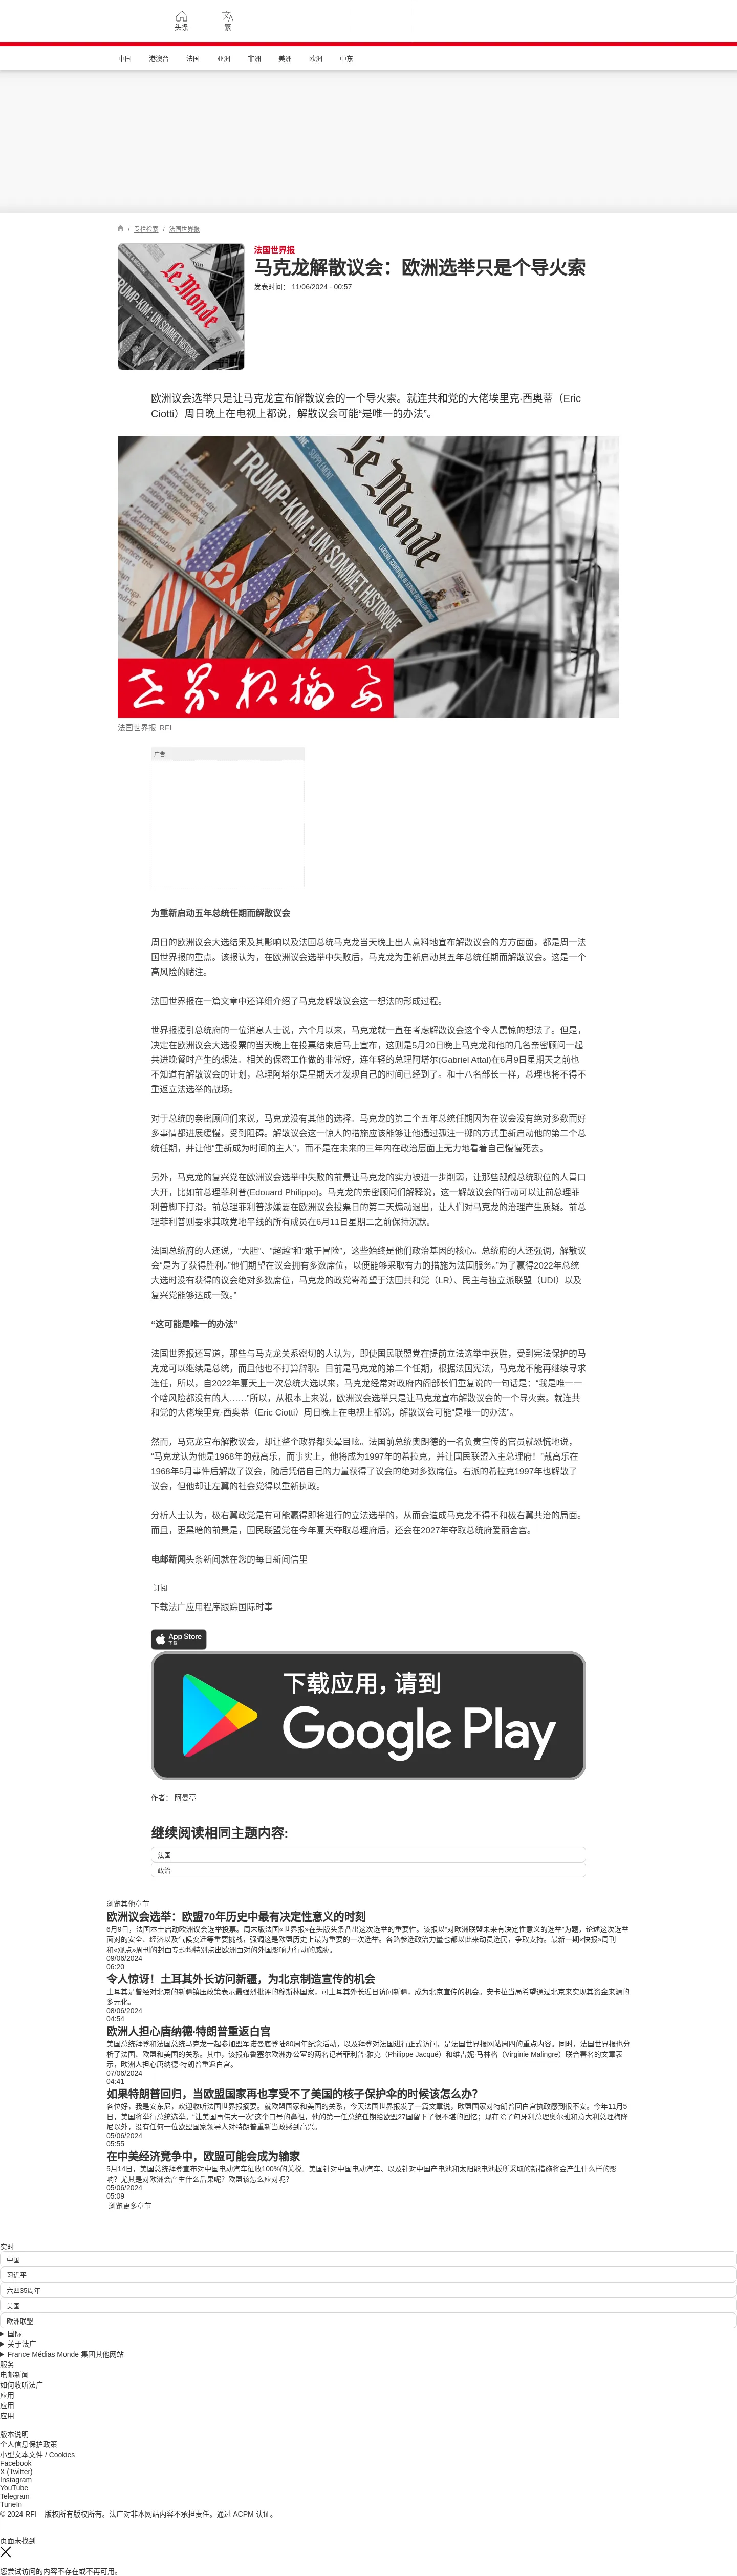 头条
繁
中国 港澳台 法国 亚洲 非洲 美洲 欧洲 中东
/ 专栏检索 / 法国世界报
Le Monde
TRUMP-KIM: UN SOMMET HISTORIQUE
法国世界报
马克龙解散议会：欧洲选举只是个导火索
发表时间： 11/06/2024 - 00:57
欧洲议会选举只是让马克龙宣布解散议会的一个导火索。就连共和党的大佬埃里克·西奥蒂（Eric
Ciotti）周日晚上在电视上都说，解散议会可能“是唯一的办法”。
Le Monde
TRUMP-KIM: UN SOMMET HISTORIQUE
世界报摘要
法国世界报 RFI
广告
为重新启动五年总统任期而解散议会
周日的欧洲议会大选结果及其影响以及法国总统马克龙当天晚上出人意料地宣布解散议会的方方面面，都是周一法
国世界报的重点。该报认为，在欧洲议会选举中失败后，马克龙为重新启动其五年总统任期而解散议会。这是一个
高风险的赌注。
法国世界报在一篇文章中还详细介绍了马克龙解散议会这一想法的形成过程。
世界报援引总统府的一位消息人士说，六个月以来，马克龙就一直在考虑解散议会这个令人震惊的想法了。但是，
决定在欧洲议会大选投票的当天晚上在投票结束后马上宣布，这则是5月20日晚上马克龙和他的几名亲密顾问一起
共进晚餐时产生的想法。相关的保密工作做的非常好，连年轻的总理阿塔尔(Gabriel Attal)在6月9日星期天之前也
不知道有解散议会的计划，总理阿塔尔是星期天才发现自己的时间已经到了。和十八名部长一样，总理也将不得不
重返立法选举的战场。
对于总统的亲密顾问们来说，马克龙没有其他的选择。马克龙的第二个五年总统任期因为在议会没有绝对多数而好
多事情都进展缓慢，受到阻碍。解散议会这一惊人的措施应该能够让他通过孤注一掷的方式重新启动他的第二个总
统任期，并让他“重新成为时间的主人”，而不是在未来的三年内在政治层面上无力地看着自己慢慢死去。
另外，马克龙的复兴党在欧洲议会选举中失败的前景让马克龙的实力被进一步削弱，让那些觊觎总统职位的人胃口
大开，比如前总理菲利普(Edouard Philippe)。马克龙的亲密顾问们解释说，这一解散议会的行动可以让前总理菲
利普脚下打滑。前总理菲利普涉嫌要在欧洲议会投票日的第二天煽动退出，让人们对马克龙的治理产生质疑。前总
理菲利普则要求其政党地平线的所有成员在6月11日星期二之前保持沉默。
法国总统府的人还说，“大胆”、“超越”和“敢于冒险”，这些始终是他们政治基因的核心。总统府的人还强调，解散议
会“是为了获得胜利。”他们期望在议会拥有多数席位，以便能够采取有力的措施为法国服务。”为了赢得2022年总统
大选时没有获得的议会绝对多数席位，马克龙的政党寄希望于法国共和党（LR）、民主与独立派联盟（UDI）以及
复兴党能够达成一致。”
“这可能是唯一的办法”
法国世界报还写道，那些与马克龙关系密切的人认为，即使国民联盟党在提前立法选举中获胜，受到宪法保护的马
克龙可以继续是总统，而且他也不打算辞职。目前是马克龙的第二个任期，根据法国宪法，马克龙不能再继续寻求
连任，所以，自2022年夏天上一次总统大选以来，马克龙经常对政府内阁部长们重复说的一句话是：“我是唯一一
个啥风险都没有的人……”所以，从根本上来说，欧洲议会选举只是让马克龙宣布解散议会的一个导火索。就连共
和党的大佬埃里克·西奥蒂（Eric Ciotti）周日晚上在电视上都说，解散议会可能“是唯一的办法”。
然而，马克龙宣布解散议会，却让整个政界都头晕目眩。法国前总统奥朗德的一名负责宣传的官员就恐慌地说，
“马克龙认为他是1968年的戴高乐，而事实上，他将成为1997年的希拉克，并让国民联盟入主总理府！”戴高乐在
1968年5月事件后解散了议会，随后凭借自己的力量获得了议会的绝对多数席位。右派的希拉克1997年也解散了
议会，但他却让左翼的社会党得以重新执政。
分析人士认为，极右翼政党是有可能赢得即将进行的立法选举的，从而会造成马克龙不得不和极右翼共治的局面。
而且，更黑暗的前景是，国民联盟党在今年夏天夺取总理府后，还会在2027年夺取总统府爱丽舍宫。
电邮新闻头条新闻就在您的每日新闻信里
订阅
下载法广应用程序跟踪国际时事
App Store
下载
下载应用，请到
Google Play
作者： 阿曼亭
继续阅读相同主题内容:
法国
政治
浏览其他章节
欧洲议会选举：欧盟70年历史中最有决定性意义的时刻
6月9日，法国本土启动欧洲议会选举投票。周末版法国«世界报»在头版头条凸出这次选举的重要性。该报以“对欧洲联盟未来有决定性意义的选举”为题，论述这次选举
面对的安全、经济以及气候变迁等重要挑战，强调这是欧盟历史上最为重要的一次选举。各路参选政治力量也都以此来动员选民，争取支持。最新一期«快报»周刊
和«观点»周刊的封面专题均特别点出欧洲面对的外国影响力行动的威胁。
09/06/2024
06:20
令人惊讶！土耳其外长访问新疆，为北京制造宣传的机会
土耳其是曾经对北京的新疆镇压政策表示最强烈批评的穆斯林国家，可土耳其外长近日访问新疆，成为北京宣传的机会。安卡拉当局希望通过北京来实现其资金来源的
多元化。
08/06/2024
04:54
欧洲人担心唐纳德·特朗普重返白宫
美国总统拜登和法国总统马克龙一起参加盟军诺曼底登陆80周年纪念活动，以及拜登对法国进行正式访问，是法国世界报网站周四的重点内容。同时，法国世界报也分
析了法国、欧盟和美国的关系。其中，该报布鲁塞尔欧洲办公室的两名记者菲利普·雅克（Philippe Jacqué）和维吉妮·马林格（Virginie Malingre）联合署名的文章表
示，欧洲人担心唐纳德·特朗普重返白宫。
07/06/2024
04:41
如果特朗普回归，当欧盟国家再也享受不了美国的核子保护伞的时候该怎么办？
各位好，我是安东尼，欢迎收听法国世界报摘要。就欧盟国家和美国的关系，今天法国世界报发了一篇文章说，欧盟国家对特朗普回白宫执政感到很不安。今年11月5
日，美国将举行总统选举。“让美国再伟大一次”这个口号的鼻祖，他的第一任总统任期给欧盟27国留下了很不堪的回忆；现在除了匈牙利总理奥尔班和意大利总理梅隆
尼以外，没有任何一位欧盟国家领导人对特朗普重新当政感到高兴。
05/06/2024
05:55
在中美经济竞争中，欧盟可能会成为输家
5月14日，美国总统拜登宣布对中国电动汽车征收100%的关税。美国针对中国电动汽车、以及针对中国产电池和太阳能电池板所采取的新措施将会产生什么样的影
响？尤其是对欧洲会产生什么后果呢？欧盟该怎么应对呢？
05/06/2024
05:09
浏览更多章节
实时
中国
习近平
六四35周年
美国
欧洲联盟
国际
关于法广
France Médias Monde 集团其他网站
服务
电邮新闻
如何收听法广
应用
应用
应用
版本说明
个人信息保护政策
小型文本文件 / Cookies
Facebook
X (Twitter)
Instagram
YouTube
Telegram
TuneIn
© 2024 RFI – 版权所有版权所有。法广对非本网站内容不承担责任。通过 ACPM 认证。
页面未找到
您尝试访问的内容不存在或不再可用。